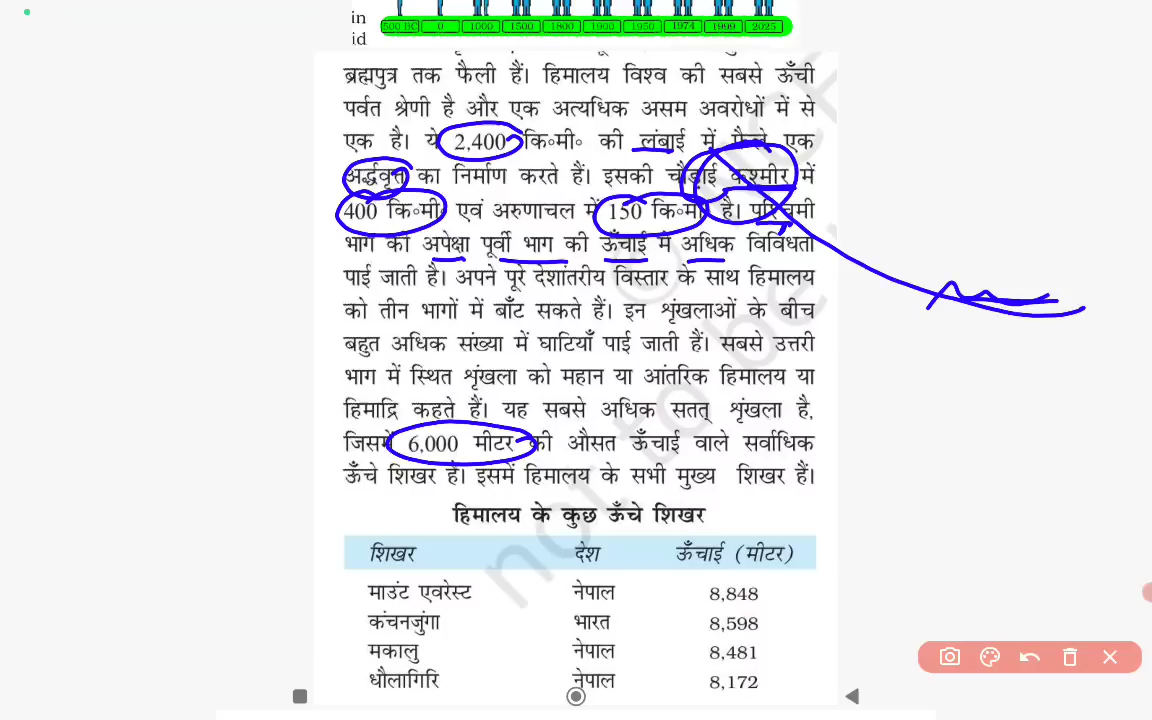 in
id
500 BC 0 1000 1500 1800 1900 1950 1974 1999 2025
ब्रह्मपुत्र तक फैली हैं। हिमालय विश्व की सबसे ऊँची
पर्वत श्रेणी है और एक अत्यधिक असम अवरोधों में से
एक है। ये 2,400 कि॰मी॰ की लंबाई में फैले एक
अर्द्धवृत्त का निर्माण करते हैं। इसकी चौड़ाई कश्मीर में
400 कि॰मी॰ एवं अरुणाचल में 150 कि॰मी॰ है। पश्चिमी
भाग की अपेक्षा पूर्वी भाग की ऊँचाई में अधिक विविधता
पाई जाती है। अपने पूरे देशांतरीय विस्तार के साथ हिमालय
को तीन भागों में बाँट सकते हैं। इन शृंखलाओं के बीच
बहुत अधिक संख्या में घाटियाँ पाई जाती हैं। सबसे उत्तरी
भाग में स्थित शृंखला को महान या आंतरिक हिमालय या
हिमाद्रि कहते हैं। यह सबसे अधिक सतत् शृंखला है,
जिसमें 6,000 मीटर की औसत ऊँचाई वाले सर्वाधिक
ऊँचे शिखर हैं। इसमें हिमालय के सभी मुख्य शिखर हैं।
हिमालय के कुछ ऊँचे शिखर
शिखर देश ऊँचाई (मीटर)
माउंट एवरेस्ट नेपाल 8,848
कंचनजुंगा भारत 8,598
मकालु नेपाल 8,481
धौलागिरि नेपाल 8,172
not to be